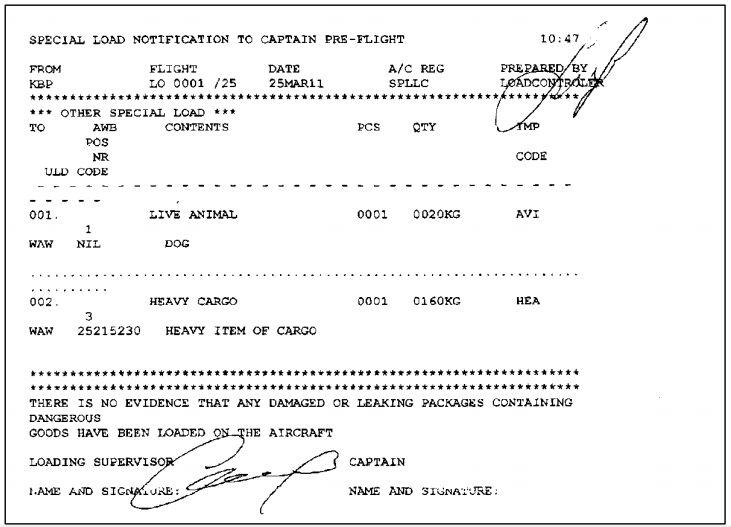 SPECIAL LOAD NOTIFICATION TO CAPTAIN PRE-FLIGHT 10:47
FROM FLIGHT DATE A/C REG PREPARED BY
KBP LO 0001 /25 25MAR11 SPLLC LOADCONTROLER
*******************************************************************
*** OTHER SPECIAL LOAD ***
TO AWB CONTENTS PCS QTY IMP
POS
NR CODE
ULD CODE
- - - - - - - - - - - - - - - - - - - - - - - - - - - - - - - - - -
- - - - -
001. LIVE ANIMAL 0001 0020KG AVI
1
WAW NIL DOG
...................................................................
..........
002. HEAVY CARGO 0001 0160KG HEA
3
WAW 25215230 HEAVY ITEM OF CARGO
*******************************************************************
*******************************************************************
THERE IS NO EVIDENCE THAT ANY DAMAGED OR LEAKING PACKAGES CONTAINING
DANGEROUS
GOODS HAVE BEEN LOADED ON THE AIRCRAFT
LOADING SUPERVISOR CAPTAIN
NAME AND SIGNATURE: NAME AND SIGNATURE: